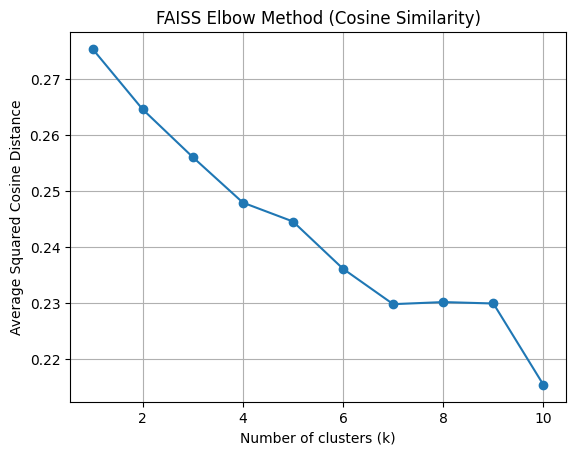 FAISS Elbow Method (Cosine Similarity)
Average Squared Cosine Distance
0.27
0.26
0.25
0.24
0.23
0.22
2 4 6 8 10
Number of clusters (k)